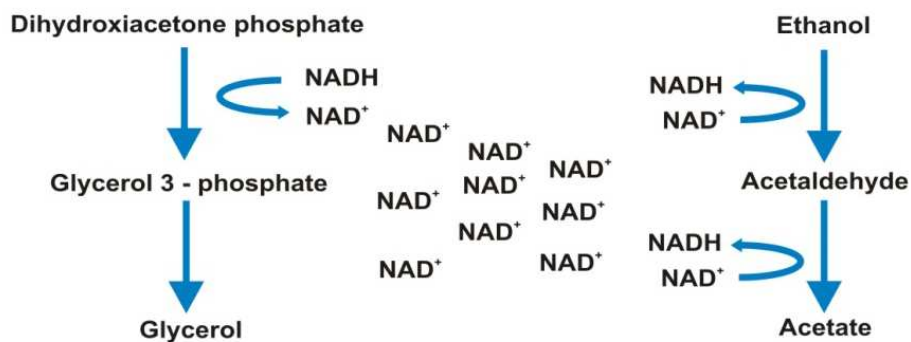 Dihydroxiacetone phosphate
NADH
NAD⁺
Glycerol 3 - phosphate
Glycerol
NAD⁺
NAD⁺
NAD⁺
NAD⁺
NAD⁺
NAD⁺
NAD⁺
NAD⁺
NAD⁺
Ethanol
NADH
NAD⁺
Acetaldehyde
NADH
NAD⁺
Acetate